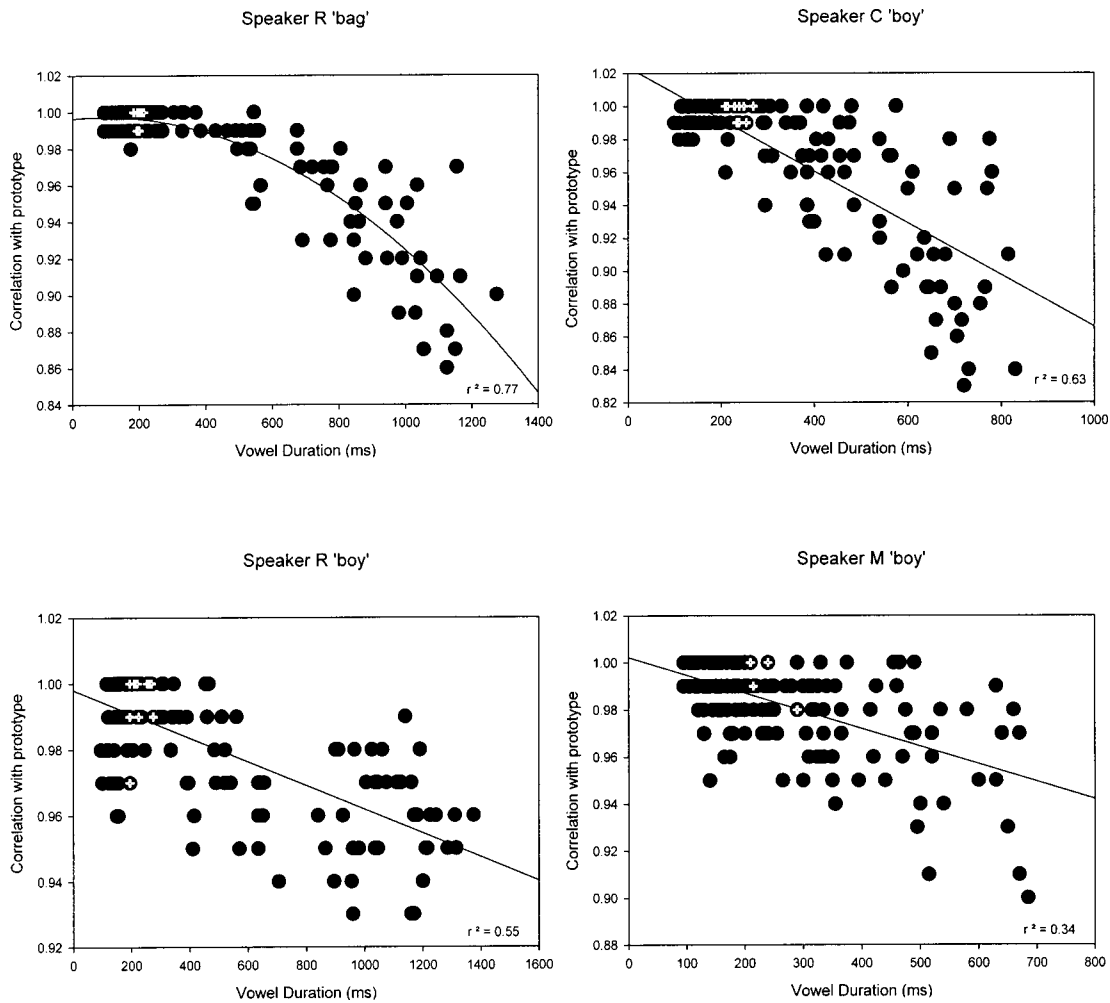 Speaker R 'bag'
1.02
1.00
0.98
0.96
0.94
0.92
0.90
0.88
0.86
0.84
Correlation with prototype
r ² = 0.77
0 200 400 600 800 1000 1200 1400
Vowel Duration (ms)
Speaker C 'boy'
1.02
1.00
0.98
0.96
0.94
0.92
0.90
0.88
0.86
0.84
0.82
Correlation with prototype
r ² = 0.63
0 200 400 600 800 1000
Vowel Duration (ms)
Speaker R 'boy'
1.02
1.00
0.98
0.96
0.94
0.92
Correlation with prototype
r ² = 0.55
0 200 400 600 800 1000 1200 1400 1600
Vowel Duration (ms)
Speaker M 'boy'
1.02
1.00
0.98
0.96
0.94
0.92
0.90
0.88
Correlation with prototype
r ² = 0.34
0 100 200 300 400 500 600 700 800
Vowel Duration (ms)